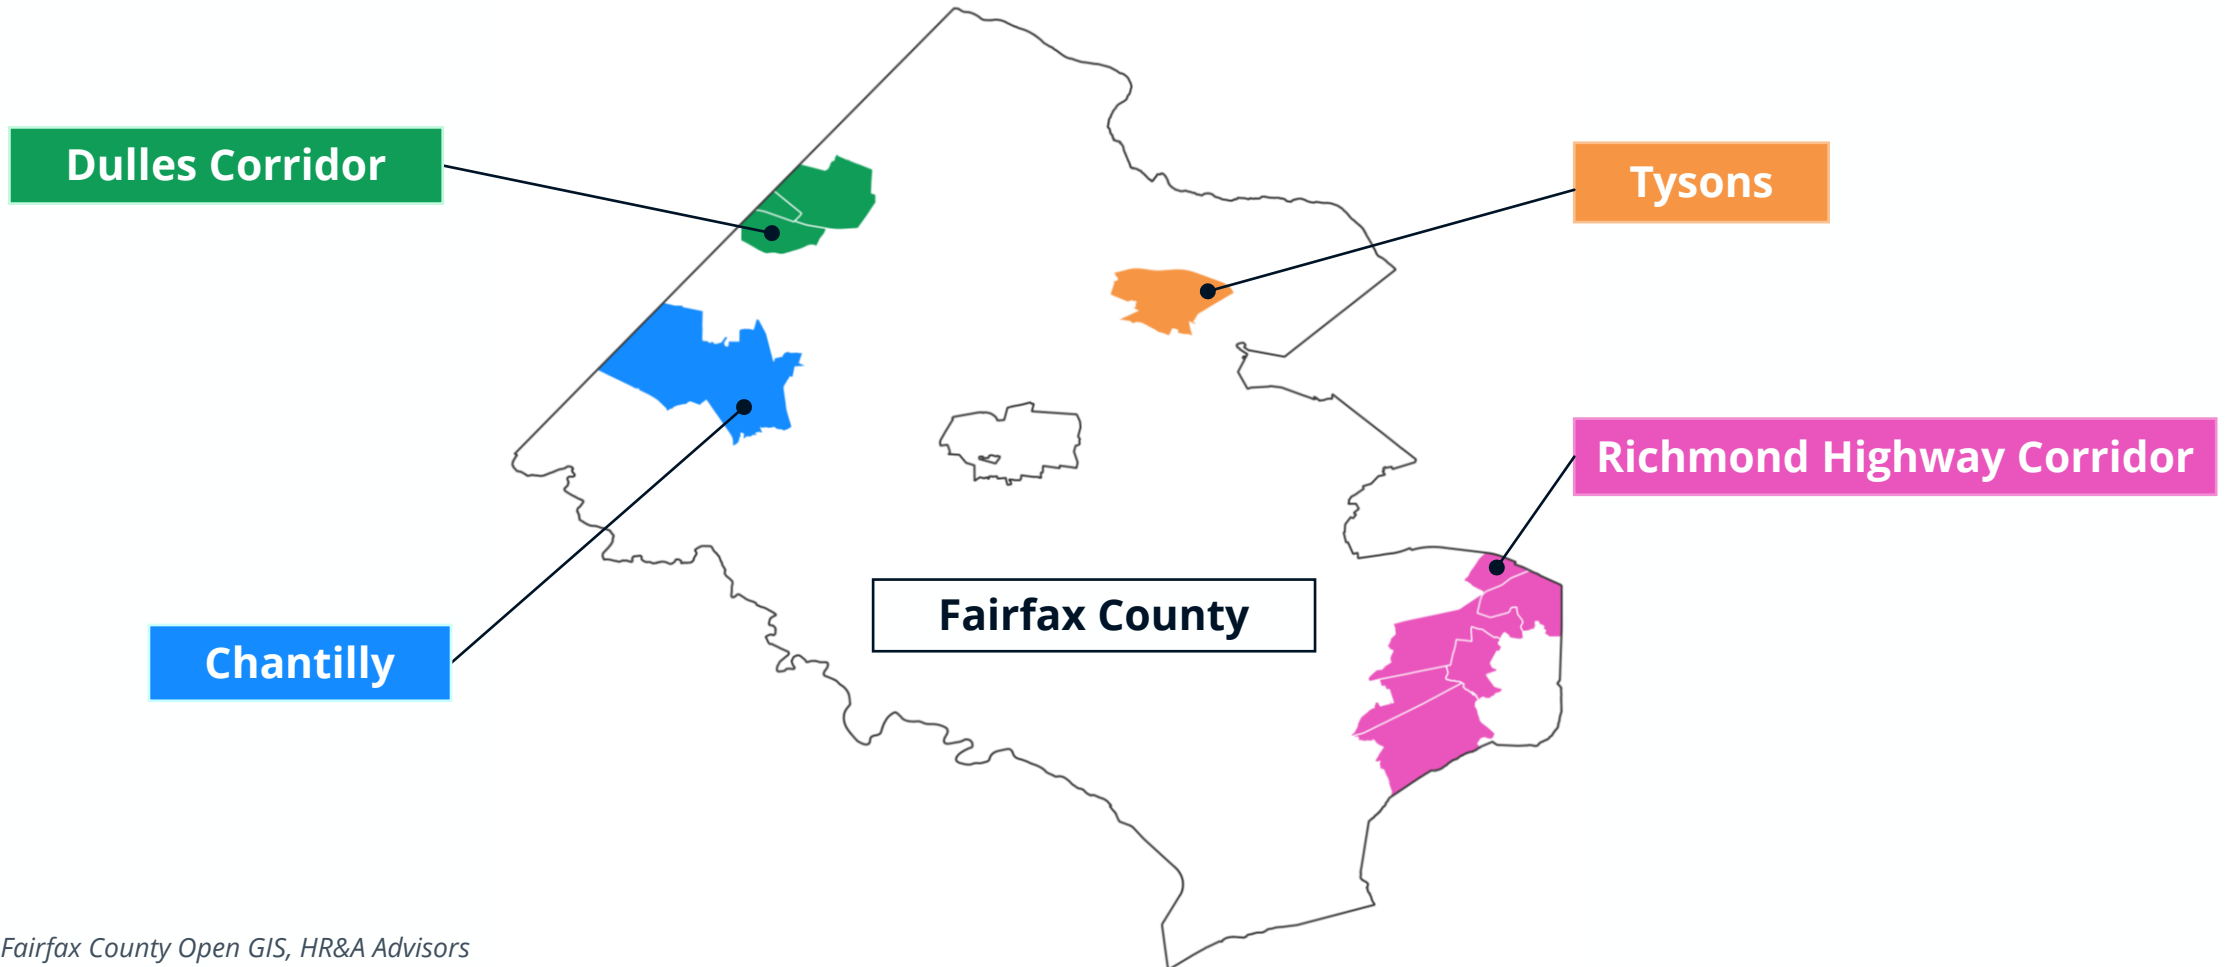 Dulles Corridor
Tysons
Richmond Highway Corridor
Fairfax County
Chantilly
Fairfax County Open GIS, HR&A Advisors